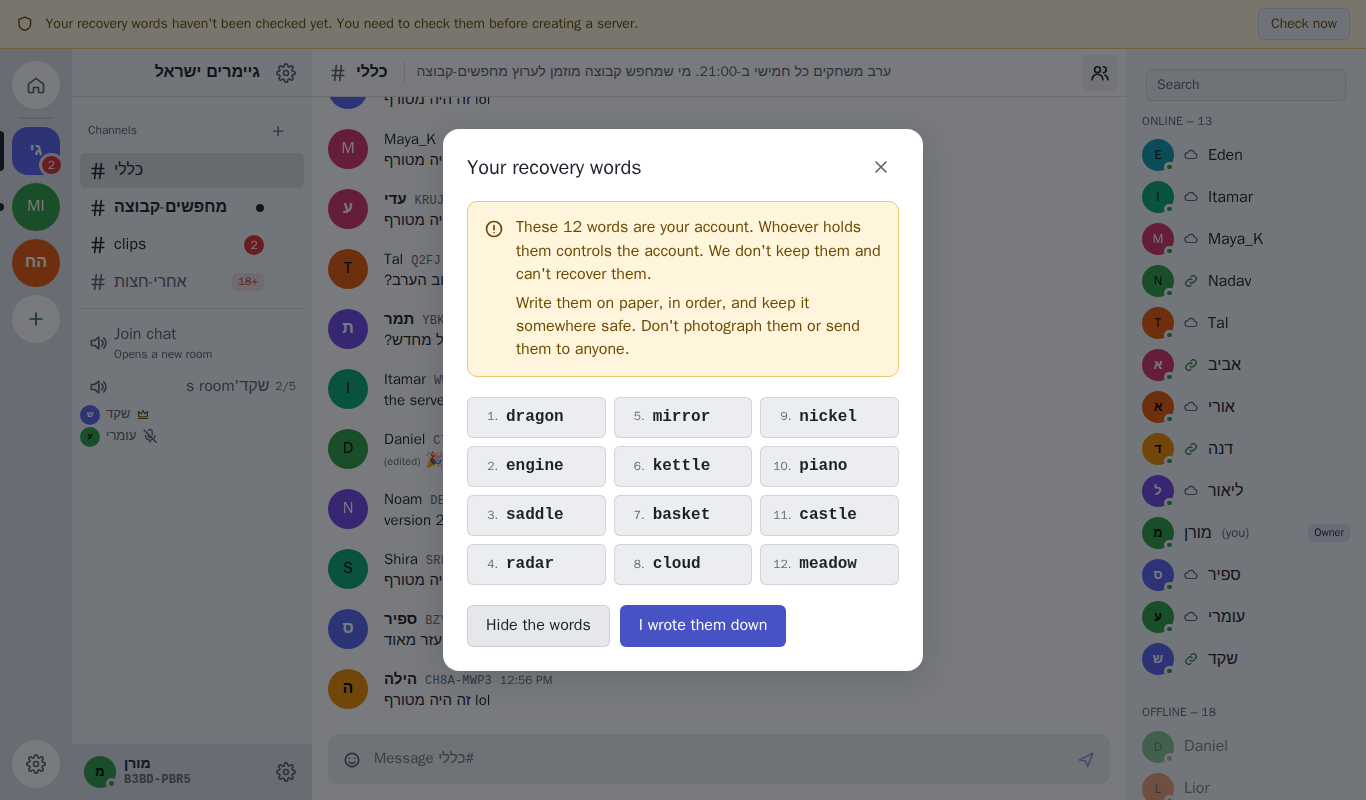 Your recovery words haven't been checked yet. You need to check them before creating a server.
Check now
גיימרים ישראל
Channels
כללי
מחפשים-קבוצה
clips
2
אחרי-חצות
18+
Join chat
Opens a new room
שקד's room
2/5
שקד
עומרי
גי
2
MI
הח
מורן
B3BD-PBR5
כללי
ערב משחקים כל חמישי ב-21:00. מי שמחפש קבוצה מוזמן לערוץ מחפשים-קבוצה
זה היה מטורף lol
Maya_K
עדי
Tal Q2FJ
תמר
Itamar
the serve
Daniel
(edited) 🎉
Noam
version 2
Shira
ספיר
הילה CH8A-MWP3 12:56 PM
זה היה מטורף lol
Message #כללי
Your recovery words
These 12 words are your account. Whoever holds
them controls the account. We don't keep them and
can't recover them.
Write them on paper, in order, and keep it
somewhere safe. Don't photograph them or send
them to anyone.
1. dragon
5. mirror
9. nickel
2. engine
6. kettle
10. piano
3. saddle
7. basket
11. castle
4. radar
8. cloud
12. meadow
Hide the words
I wrote them down
Search
ONLINE – 13
E Eden
I Itamar
M Maya_K
N Nadav
T Tal
א אביב
א אורי
ד דנה
ל ליאור
מ מורן (you) Owner
ס ספיר
ע עומרי
ש שקד
OFFLINE – 18
D Daniel
L Lior